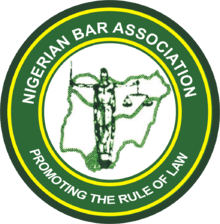 NIGERIAN BAR ASSOCIATION
PROMOTING THE RULE OF LAW